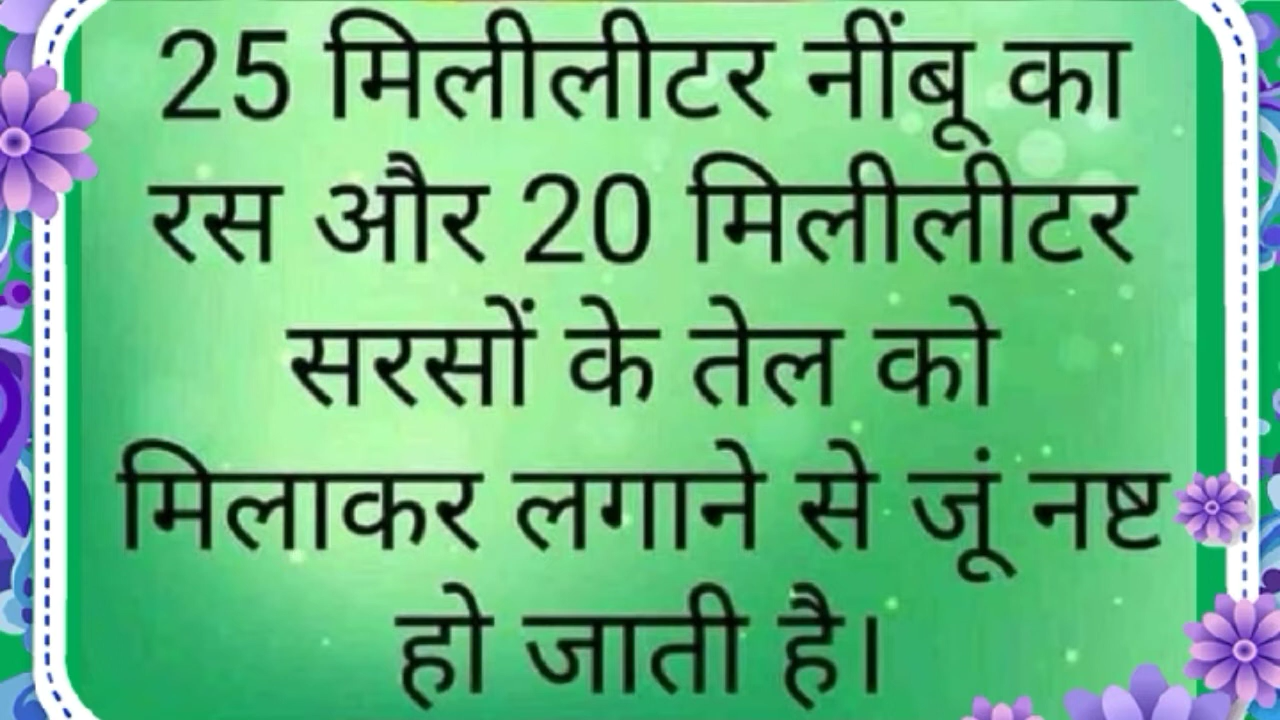 25 मिलीलीटर नींबू का
रस और 20 मिलीलीटर
सरसों के तेल को
मिलाकर लगाने से जूं नष्ट
हो जाती है।